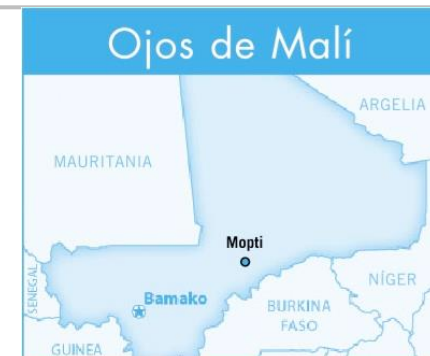 Ojos de Malí
ARGELIA
MAURITANIA
Mopti
SENEGAL
Bamako
NÍGER
BURKINA
FASO
GUINEA